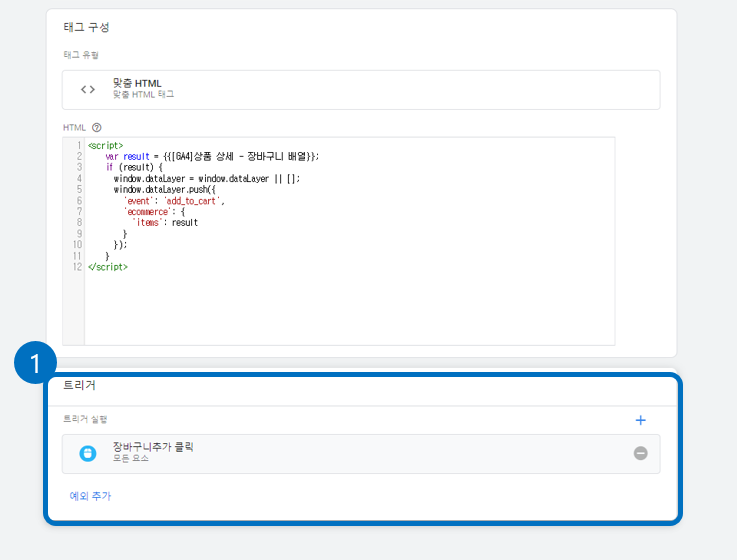 태그 구성
태그 유형
맞춤 HTML
맞춤 HTML 태그
HTML
1 <script>
2 var result = {{[GA4]상품 상세 - 장바구니 배열}};
3 if (result) {
4 window.dataLayer = window.dataLayer || [];
5 window.dataLayer.push({
6 'event': 'add_to_cart',
7 'ecommerce': {
8 'items': result
9 }
10 });
11 }
12 </script>
1
트리거
트리거 실행
장바구니추가 클릭
모든 요소
예외 추가